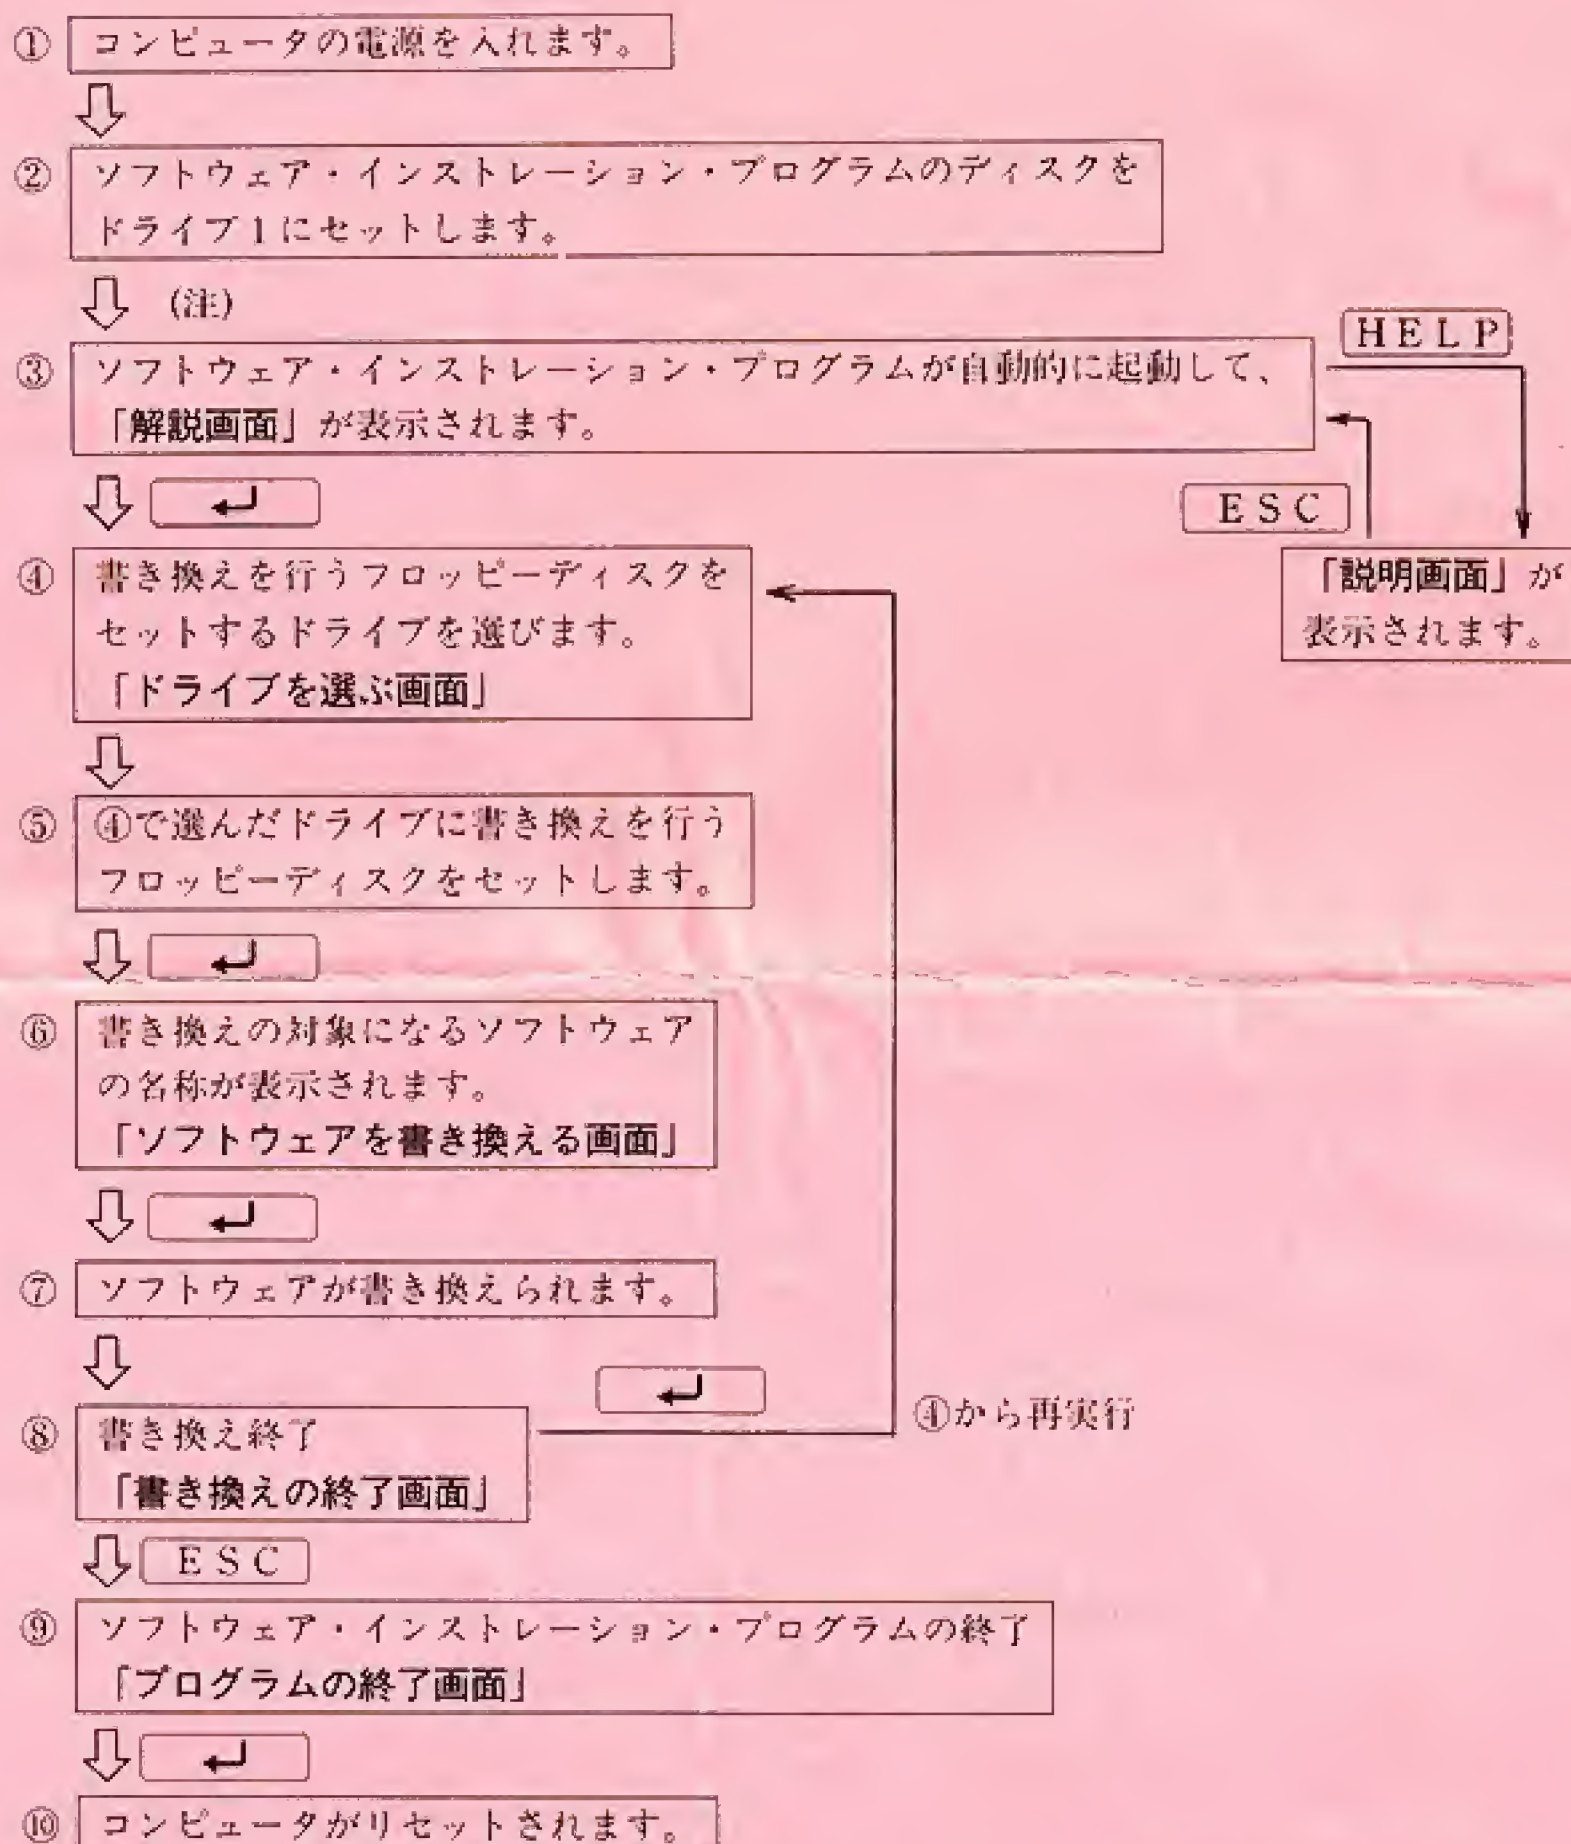 ① コンピュータの電源を入れます。
② ソフトウェア・インストレーション・プログラムのディスクを
ドライブ1にセットします。
(注)
HELP
③ ソフトウェア・インストレーション・プログラムが自動的に起動して、
「解説画面」が表示されます。
ESC
「説明画面」が
表示されます。
④ 書き換えを行うフロッピーディスクを
セットするドライブを選びます。
「ドライブを選ぶ画面」
⑤ ④で選んだドライブに書き換えを行う
フロッピーディスクをセットします。
⑥ 書き換えの対象になるソフトウェア
の名称が表示されます。
「ソフトウェアを書き換える画面」
⑦ ソフトウェアが書き換えられます。
④から再実行
⑧ 書き換え終了
「書き換えの終了画面」
ESC
⑨ ソフトウェア・インストレーション・プログラムの終了
「プログラムの終了画面」
⑩ コンピュータがリセットされます。